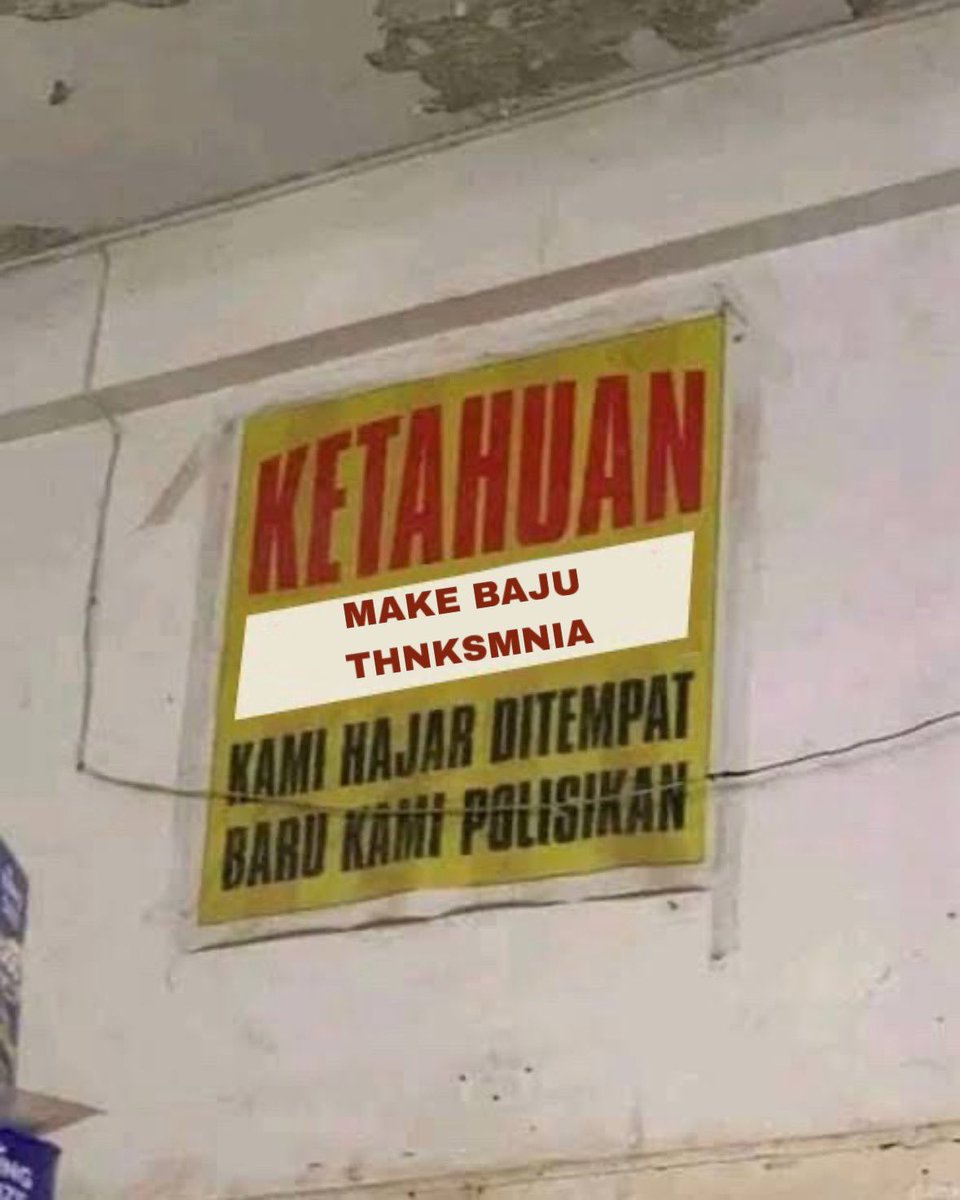 KETAHUAN
MAKE BAJU
THNKSMNIA
KAMI HAJAR DITEMPAT
BARU KAMI POLISIKAN